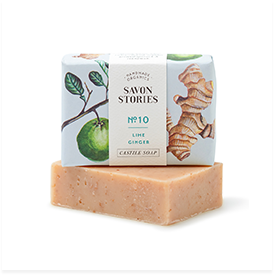 HANDMADE
ORGANICS
SAVON
STORIES
Nº10
LIME
GINGER
CASTILE SOAP